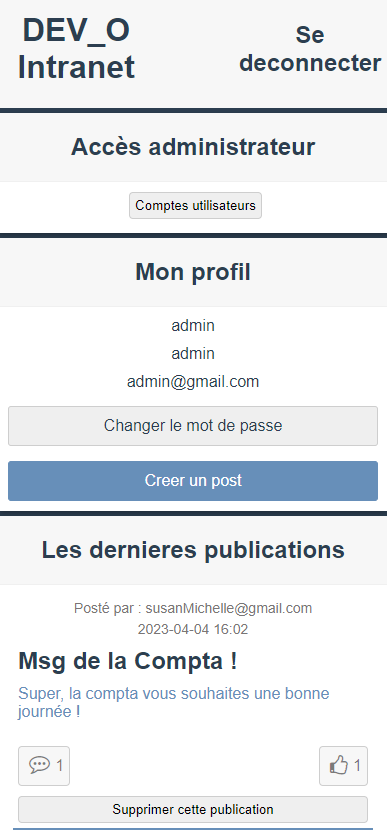 DEV_O
Intranet
Se
deconnecter
Accès administrateur
Comptes utilisateurs
Mon profil
admin
admin
admin@gmail.com
Changer le mot de passe
Creer un post
Les dernieres publications
Posté par : susanMichelle@gmail.com
2023-04-04 16:02
Msg de la Compta !
Super, la compta vous souhaites une bonne
journée !
1
1
Supprimer cette publication